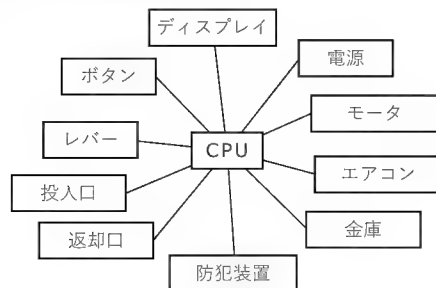 ディスプレイ
電源
ボタン
モータ
レバー
CPU
エアコン
投入口
金庫
返却口
防犯装置